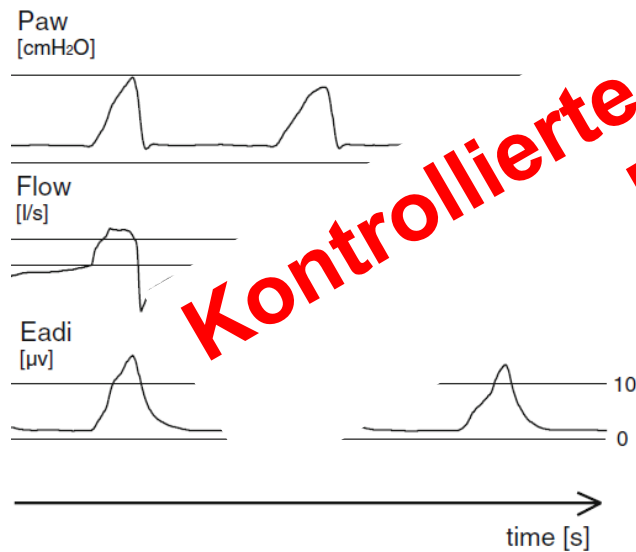 Paw
[cmH2O]
Kontrollierte
Flow
[l/s]
Eadi
[μv]
10
0
time [s]